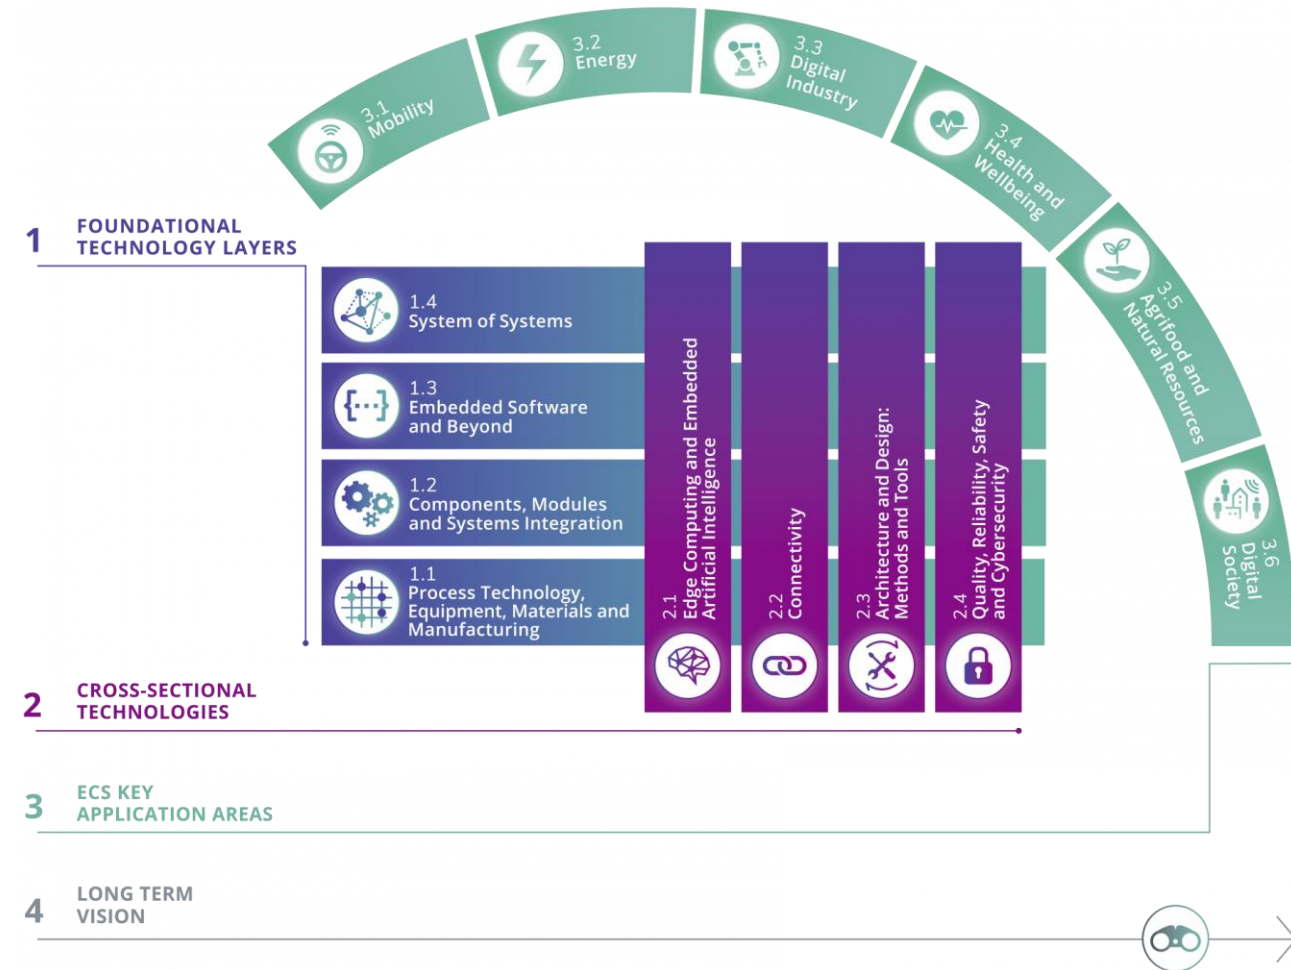 3.1
Mobility
3.2
Energy
3.3
Digital
Industry
3.4
Health and
Wellbeing
3.5
Agrifood and
Natural Resources
3.6
Digital
Society
1
FOUNDATIONAL
TECHNOLOGY LAYERS
1.4
System of Systems
1.3
Embedded Software
and Beyond
1.2
Components, Modules
and Systems Integration
1.1
Process Technology,
Equipment, Materials and
Manufacturing
2.1
Edge Computing and Embedded
Artificial Intelligence
2.2
Connectivity
2.3
Architecture and Design:
Methods and Tools
2.4
Quality, Reliability, Safety
and Cybersecurity
2
CROSS-SECTIONAL
TECHNOLOGIES
3
ECS KEY
APPLICATION AREAS
4
LONG TERM
VISION